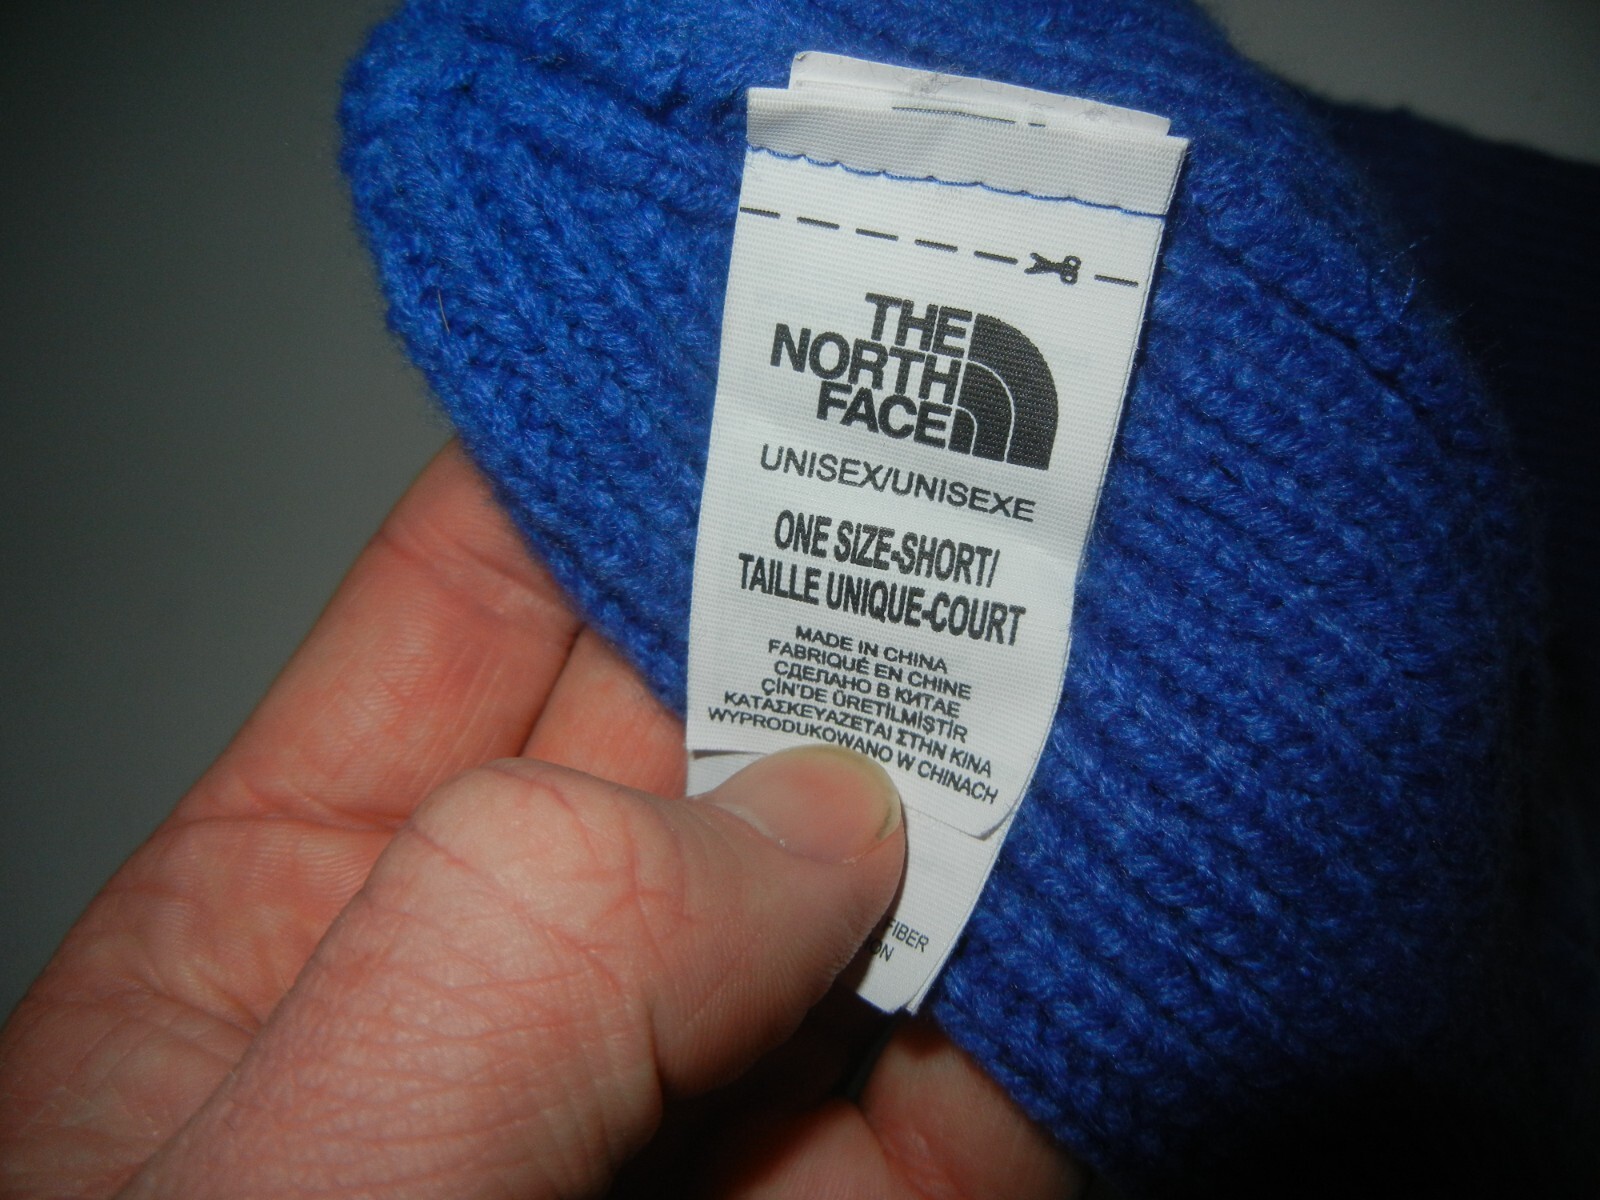 THE
NORTH
FACE
UNISEX/UNISEXE
ONE SIZE-SHORT/
TAILLE UNIQUE-COURT
MADE IN CHINA
FABRIQUÉ EN CHINE
СДЕЛАНО В КИТАЕ
ÇİN'DE ÜRETİLMİŞTİR
ΚΑΤΑΣΚΕΥΑΖΕΤΑΙ ΣΤΗΝ ΚΙΝΑ
WYPRODUKOWANO W CHINACH
FIBER